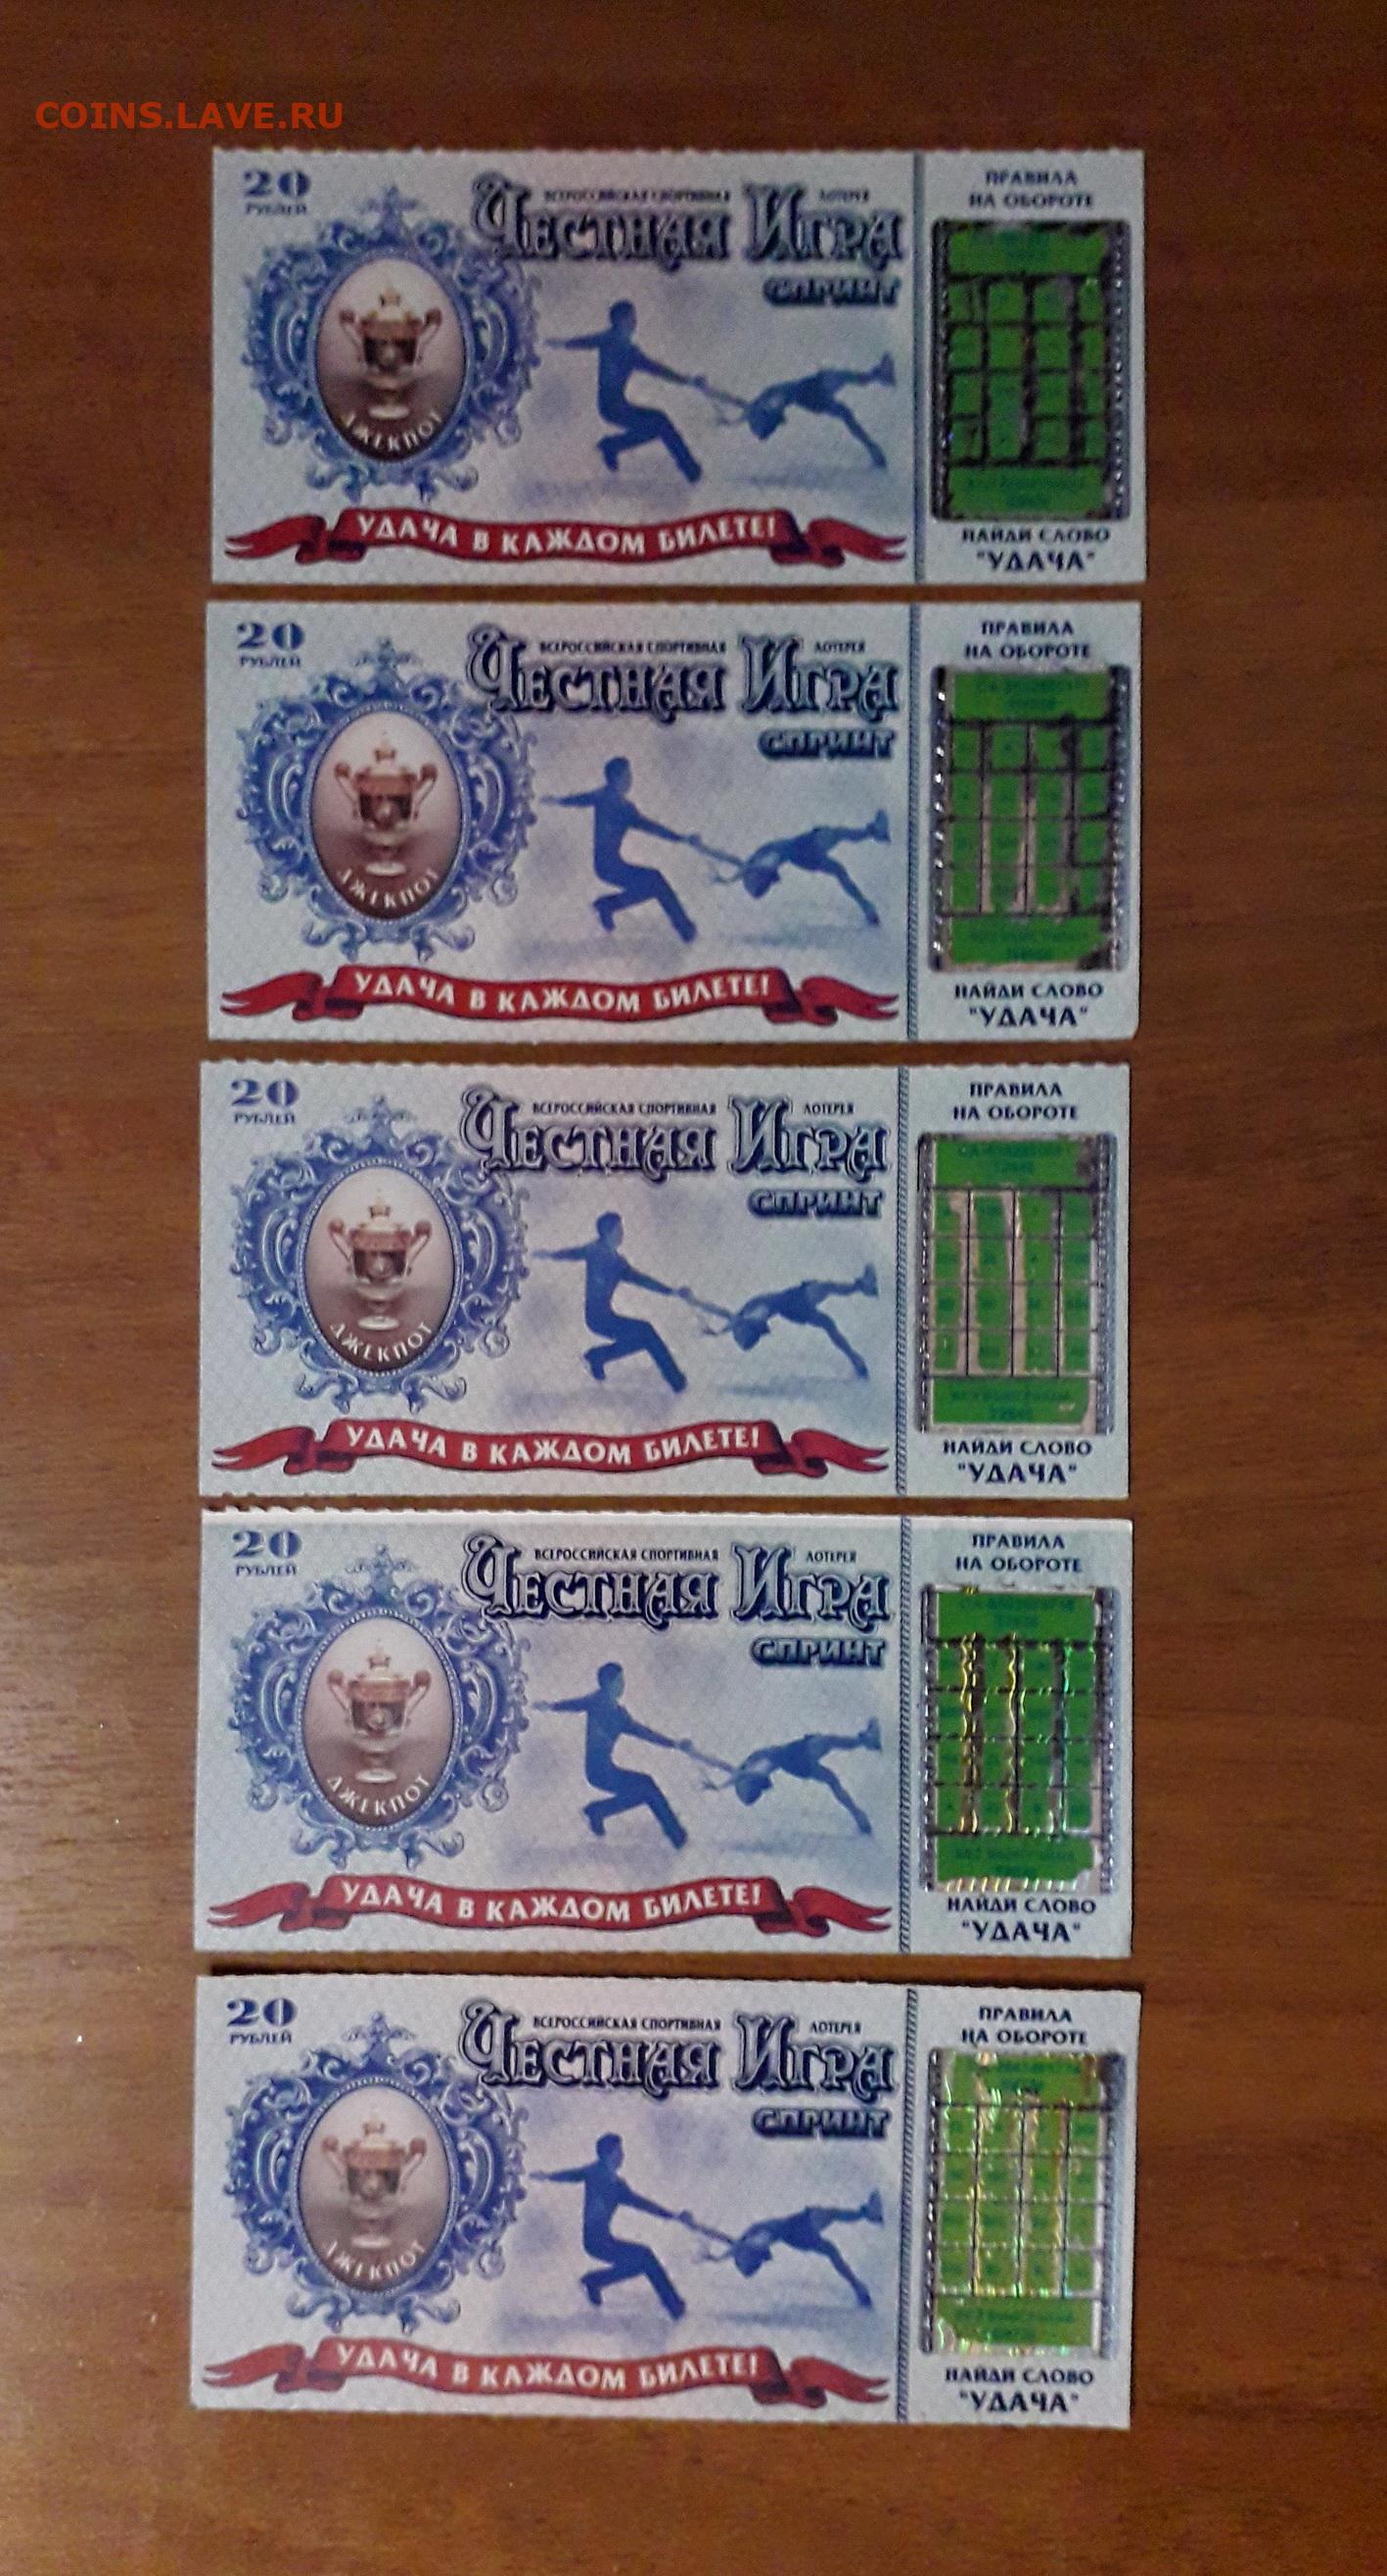 COINS.LAVE.RU
20
РУБЛЕЙ
ВСЕРОССИЙСКАЯ СПОРТИВНАЯ ЛОТЕРЕЯ
ЧЕСТНАЯ ИГРА
СПРИНТ
ДЖЕКПОТ
УДАЧА В КАЖДОМ БИЛЕТЕ!
ПРАВИЛА
НА ОБОРОТЕ
НАЙДИ СЛОВО
"УДАЧА"
20
РУБЛЕЙ
ВСЕРОССИЙСКАЯ СПОРТИВНАЯ ЛОТЕРЕЯ
ЧЕСТНАЯ ИГРА
СПРИНТ
ДЖЕКПОТ
УДАЧА В КАЖДОМ БИЛЕТЕ!
ПРАВИЛА
НА ОБОРОТЕ
НАЙДИ СЛОВО
"УДАЧА"
20
РУБЛЕЙ
ВСЕРОССИЙСКАЯ СПОРТИВНАЯ ЛОТЕРЕЯ
ЧЕСТНАЯ ИГРА
СПРИНТ
ДЖЕКПОТ
УДАЧА В КАЖДОМ БИЛЕТЕ!
ПРАВИЛА
НА ОБОРОТЕ
НАЙДИ СЛОВО
"УДАЧА"
20
РУБЛЕЙ
ВСЕРОССИЙСКАЯ СПОРТИВНАЯ ЛОТЕРЕЯ
ЧЕСТНАЯ ИГРА
СПРИНТ
ДЖЕКПОТ
УДАЧА В КАЖДОМ БИЛЕТЕ!
ПРАВИЛА
НА ОБОРОТЕ
НАЙДИ СЛОВО
"УДАЧА"
20
РУБЛЕЙ
ВСЕРОССИЙСКАЯ СПОРТИВНАЯ ЛОТЕРЕЯ
ЧЕСТНАЯ ИГРА
СПРИНТ
ДЖЕКПОТ
УДАЧА В КАЖДОМ БИЛЕТЕ!
ПРАВИЛА
НА ОБОРОТЕ
НАЙДИ СЛОВО
"УДАЧА"